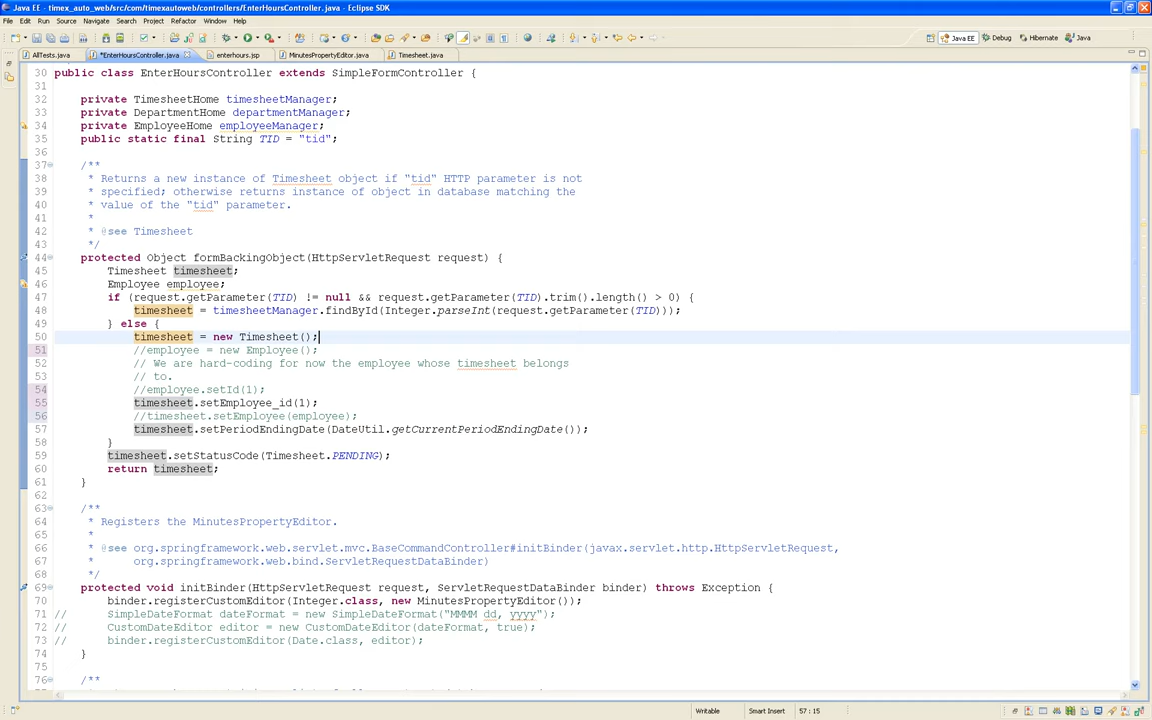 Java EE - timex_auto_web/src/com/timexautoweb/controllers/EnterHoursController.java - Eclipse SDK
File Edit Run Source Navigate Search Project Refactor Window Help
Java EE Debug Hibernate Java
AllTests.java *EnterHoursController.java enterhours.jsp MinutesPropertyEditor.java Timesheet.java
30 public class EnterHoursController extends SimpleFormController {
31
32 private TimesheetHome timesheetManager;
33 private DepartmentHome departmentManager;
34 private EmployeeHome employeeManager;
35 public static final String TID = "tid";
36
37 /**
38 * Returns a new instance of Timesheet object if "tid" HTTP parameter is not
39 * specified; otherwise returns instance of object in database matching the
40 * value of the "tid" parameter.
41 *
42 * @see Timesheet
43 */
44 protected Object formBackingObject(HttpServletRequest request) {
45 Timesheet timesheet;
46 Employee employee;
47 if (request.getParameter(TID) != null && request.getParameter(TID).trim().length() > 0) {
48 timesheet = timesheetManager.findById(Integer.parseInt(request.getParameter(TID)));
49 } else {
50 timesheet = new Timesheet();
51 //employee = new Employee();
52 // We are hard-coding for now the employee whose timesheet belongs
53 // to.
54 //employee.setId(1);
55 timesheet.setEmployee_id(1);
56 //timesheet.setEmployee(employee);
57 timesheet.setPeriodEndingDate(DateUtil.getCurrentPeriodEndingDate());
58 }
59 timesheet.setStatusCode(Timesheet.PENDING);
60 return timesheet;
61 }
62
63 /**
64 * Registers the MinutesPropertyEditor.
65 *
66 * @see org.springframework.web.servlet.mvc.BaseCommandController#initBinder(javax.servlet.http.HttpServletRequest,
67 * org.springframework.web.bind.ServletRequestDataBinder)
68 */
69 protected void initBinder(HttpServletRequest request, ServletRequestDataBinder binder) throws Exception {
70 binder.registerCustomEditor(Integer.class, new MinutesPropertyEditor());
71 // SimpleDateFormat dateFormat = new SimpleDateFormat("MMMM dd, yyyy");
72 // CustomDateEditor editor = new CustomDateEditor(dateFormat, true);
73 // binder.registerCustomEditor(Date.class, editor);
74 }
75
76 /**
Writable Smart Insert 57 : 15